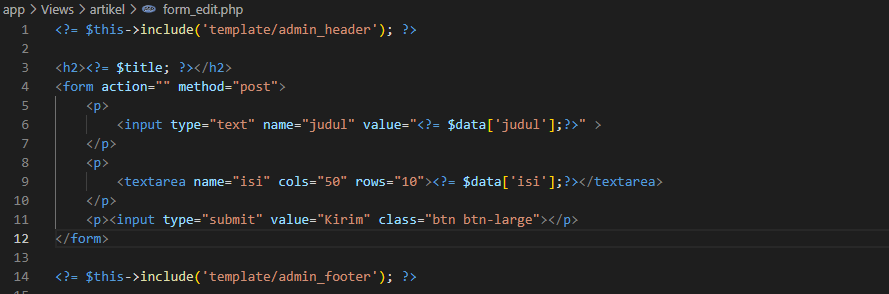 app > Views > artikel > form_edit.php
1 <?= $this->include('template/admin_header'); ?>
2
3 <h2><?= $title; ?></h2>
4 <form action="" method="post">
5 <p>
6 <input type="text" name="judul" value="<?= $data['judul'];?>" >
7 </p>
8 <p>
9 <textarea name="isi" cols="50" rows="10"><?= $data['isi'];?></textarea>
10 </p>
11 <p><input type="submit" value="Kirim" class="btn btn-large"></p>
12 </form>
13
14 <?= $this->include('template/admin_footer'); ?>